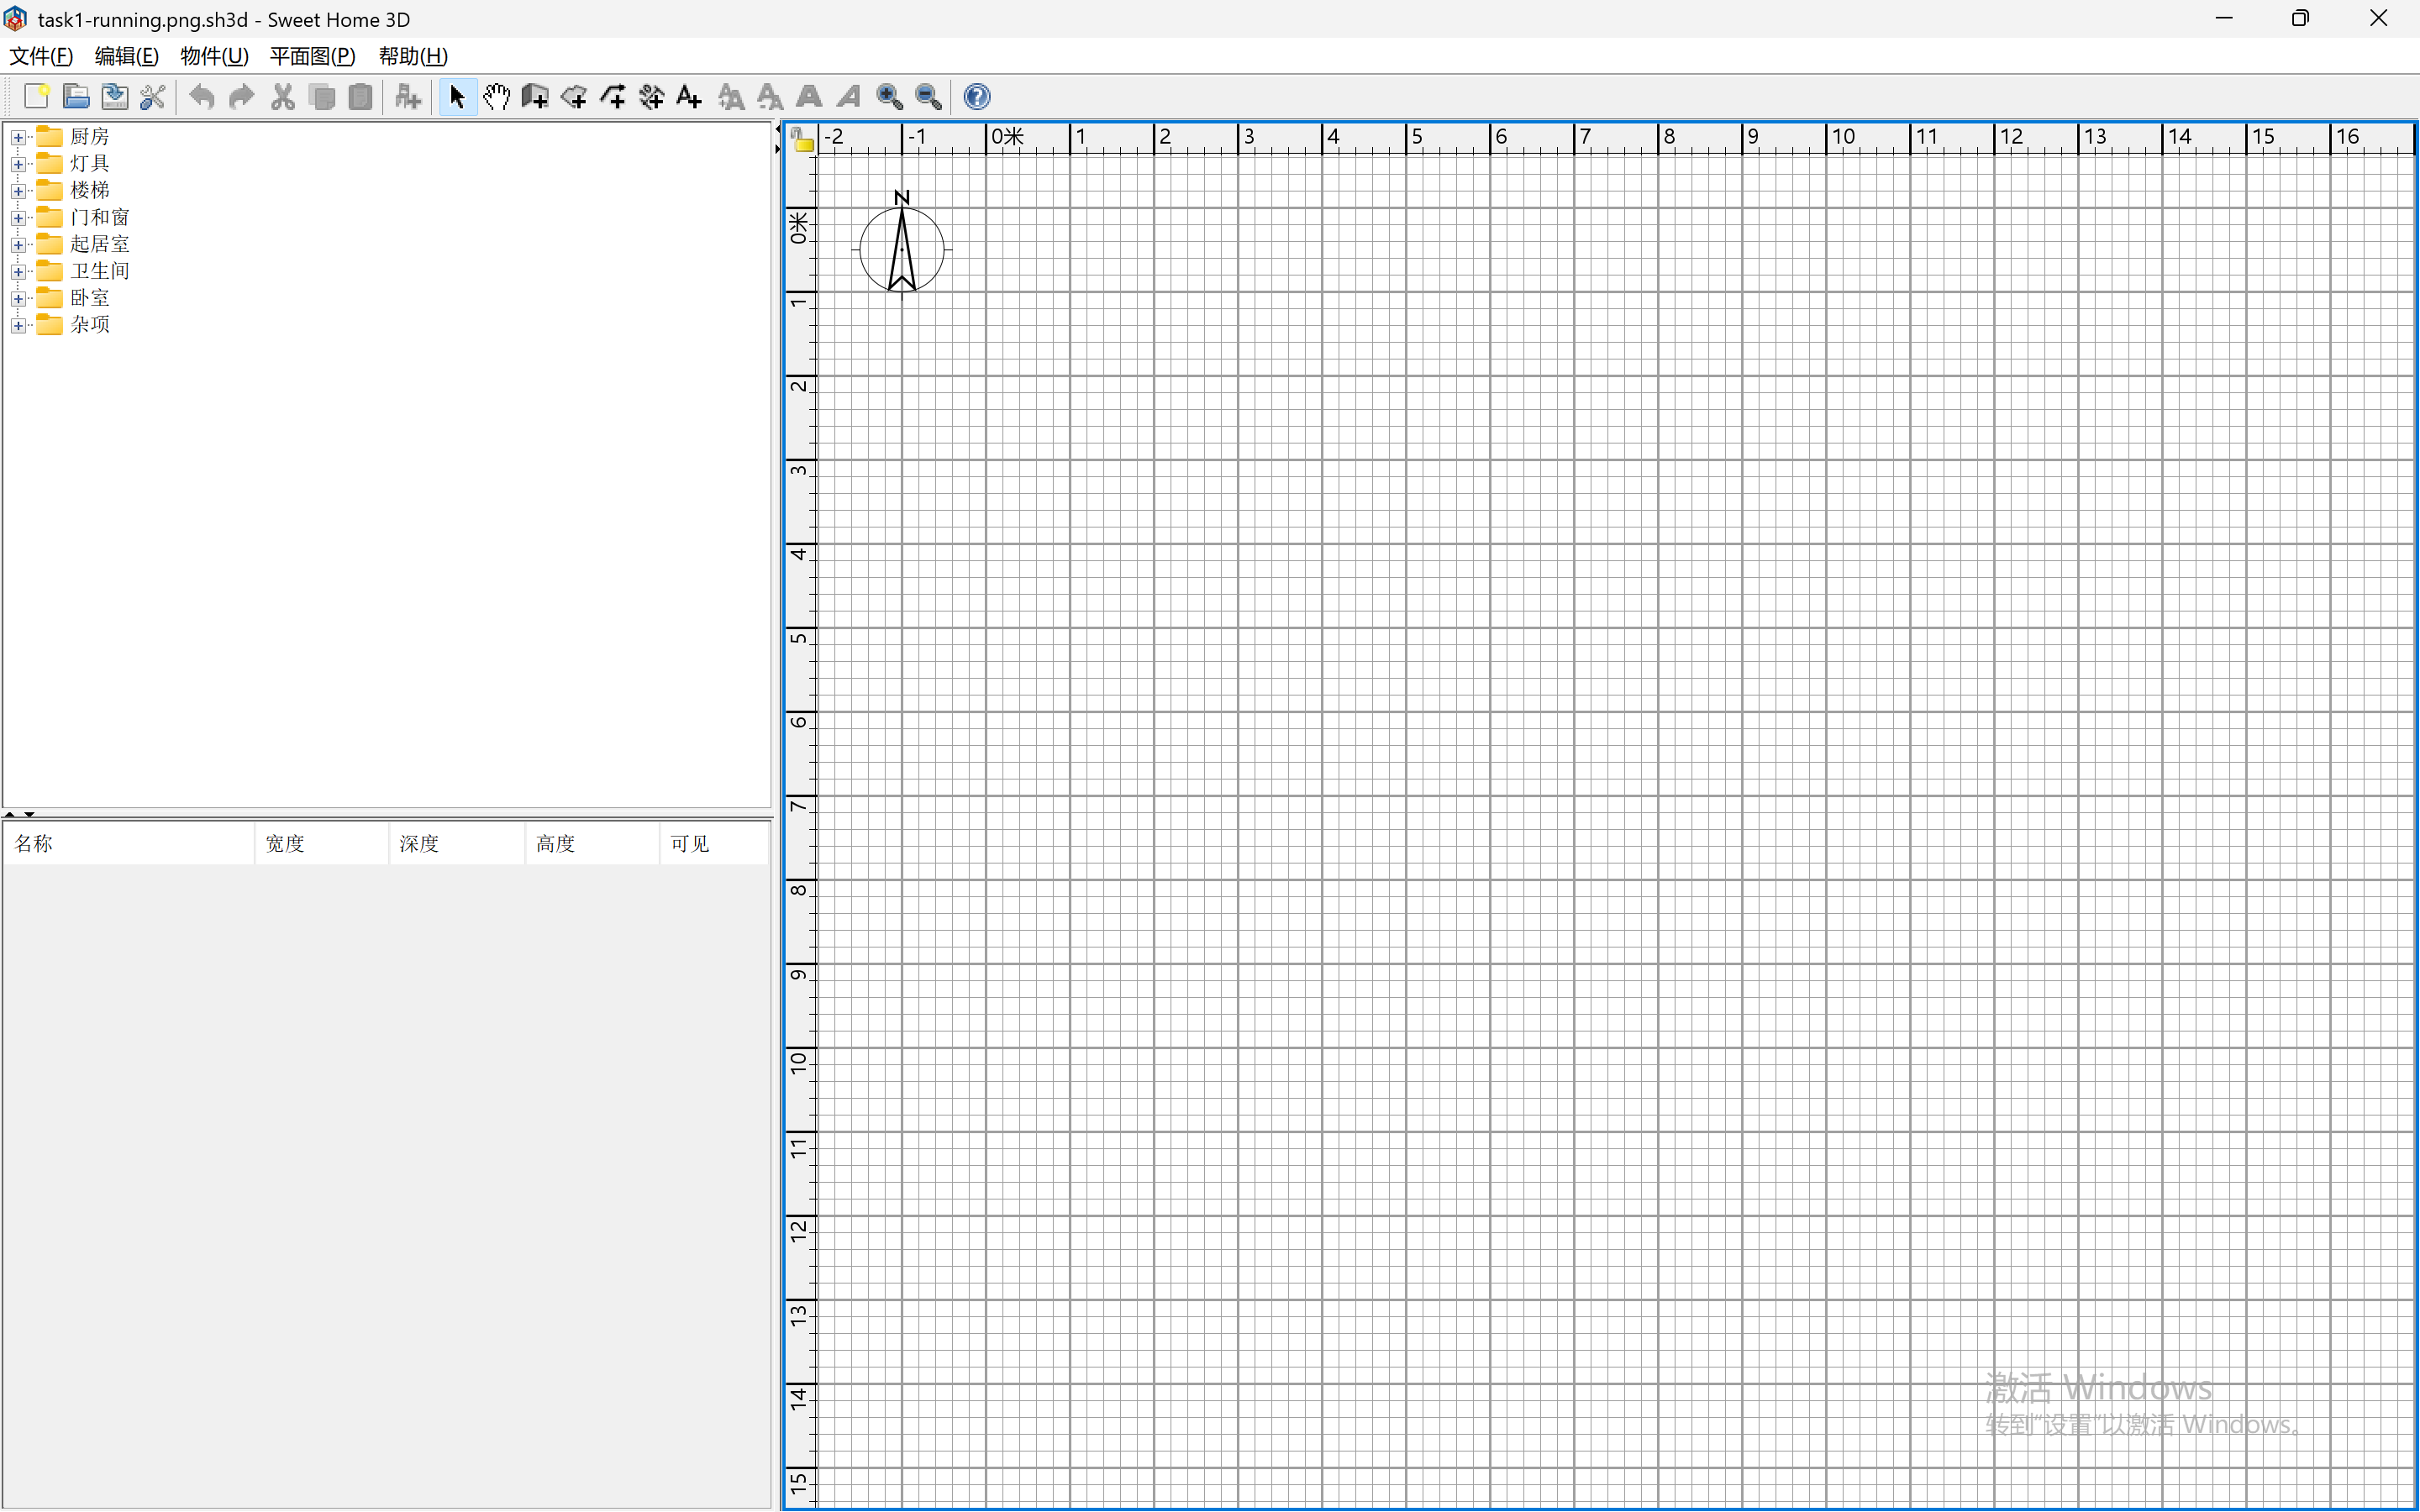 task1-running.png.sh3d - Sweet Home 3D
文件(F) 编辑(E) 物件(U) 平面图(P) 帮助(H)
厨房
灯具
楼梯
门和窗
起居室
卫生间
卧室
杂项
名称 宽度 深度 高度 可见
-2 -1 0米 1 2 3 4 5 6 7 8 9 10 11 12 13 14 15 16
N
0米
1
2
3
4
5
6
7
8
9
10
11
12
13
14
15
激活 Windows
转到"设置"以激活 Windows。